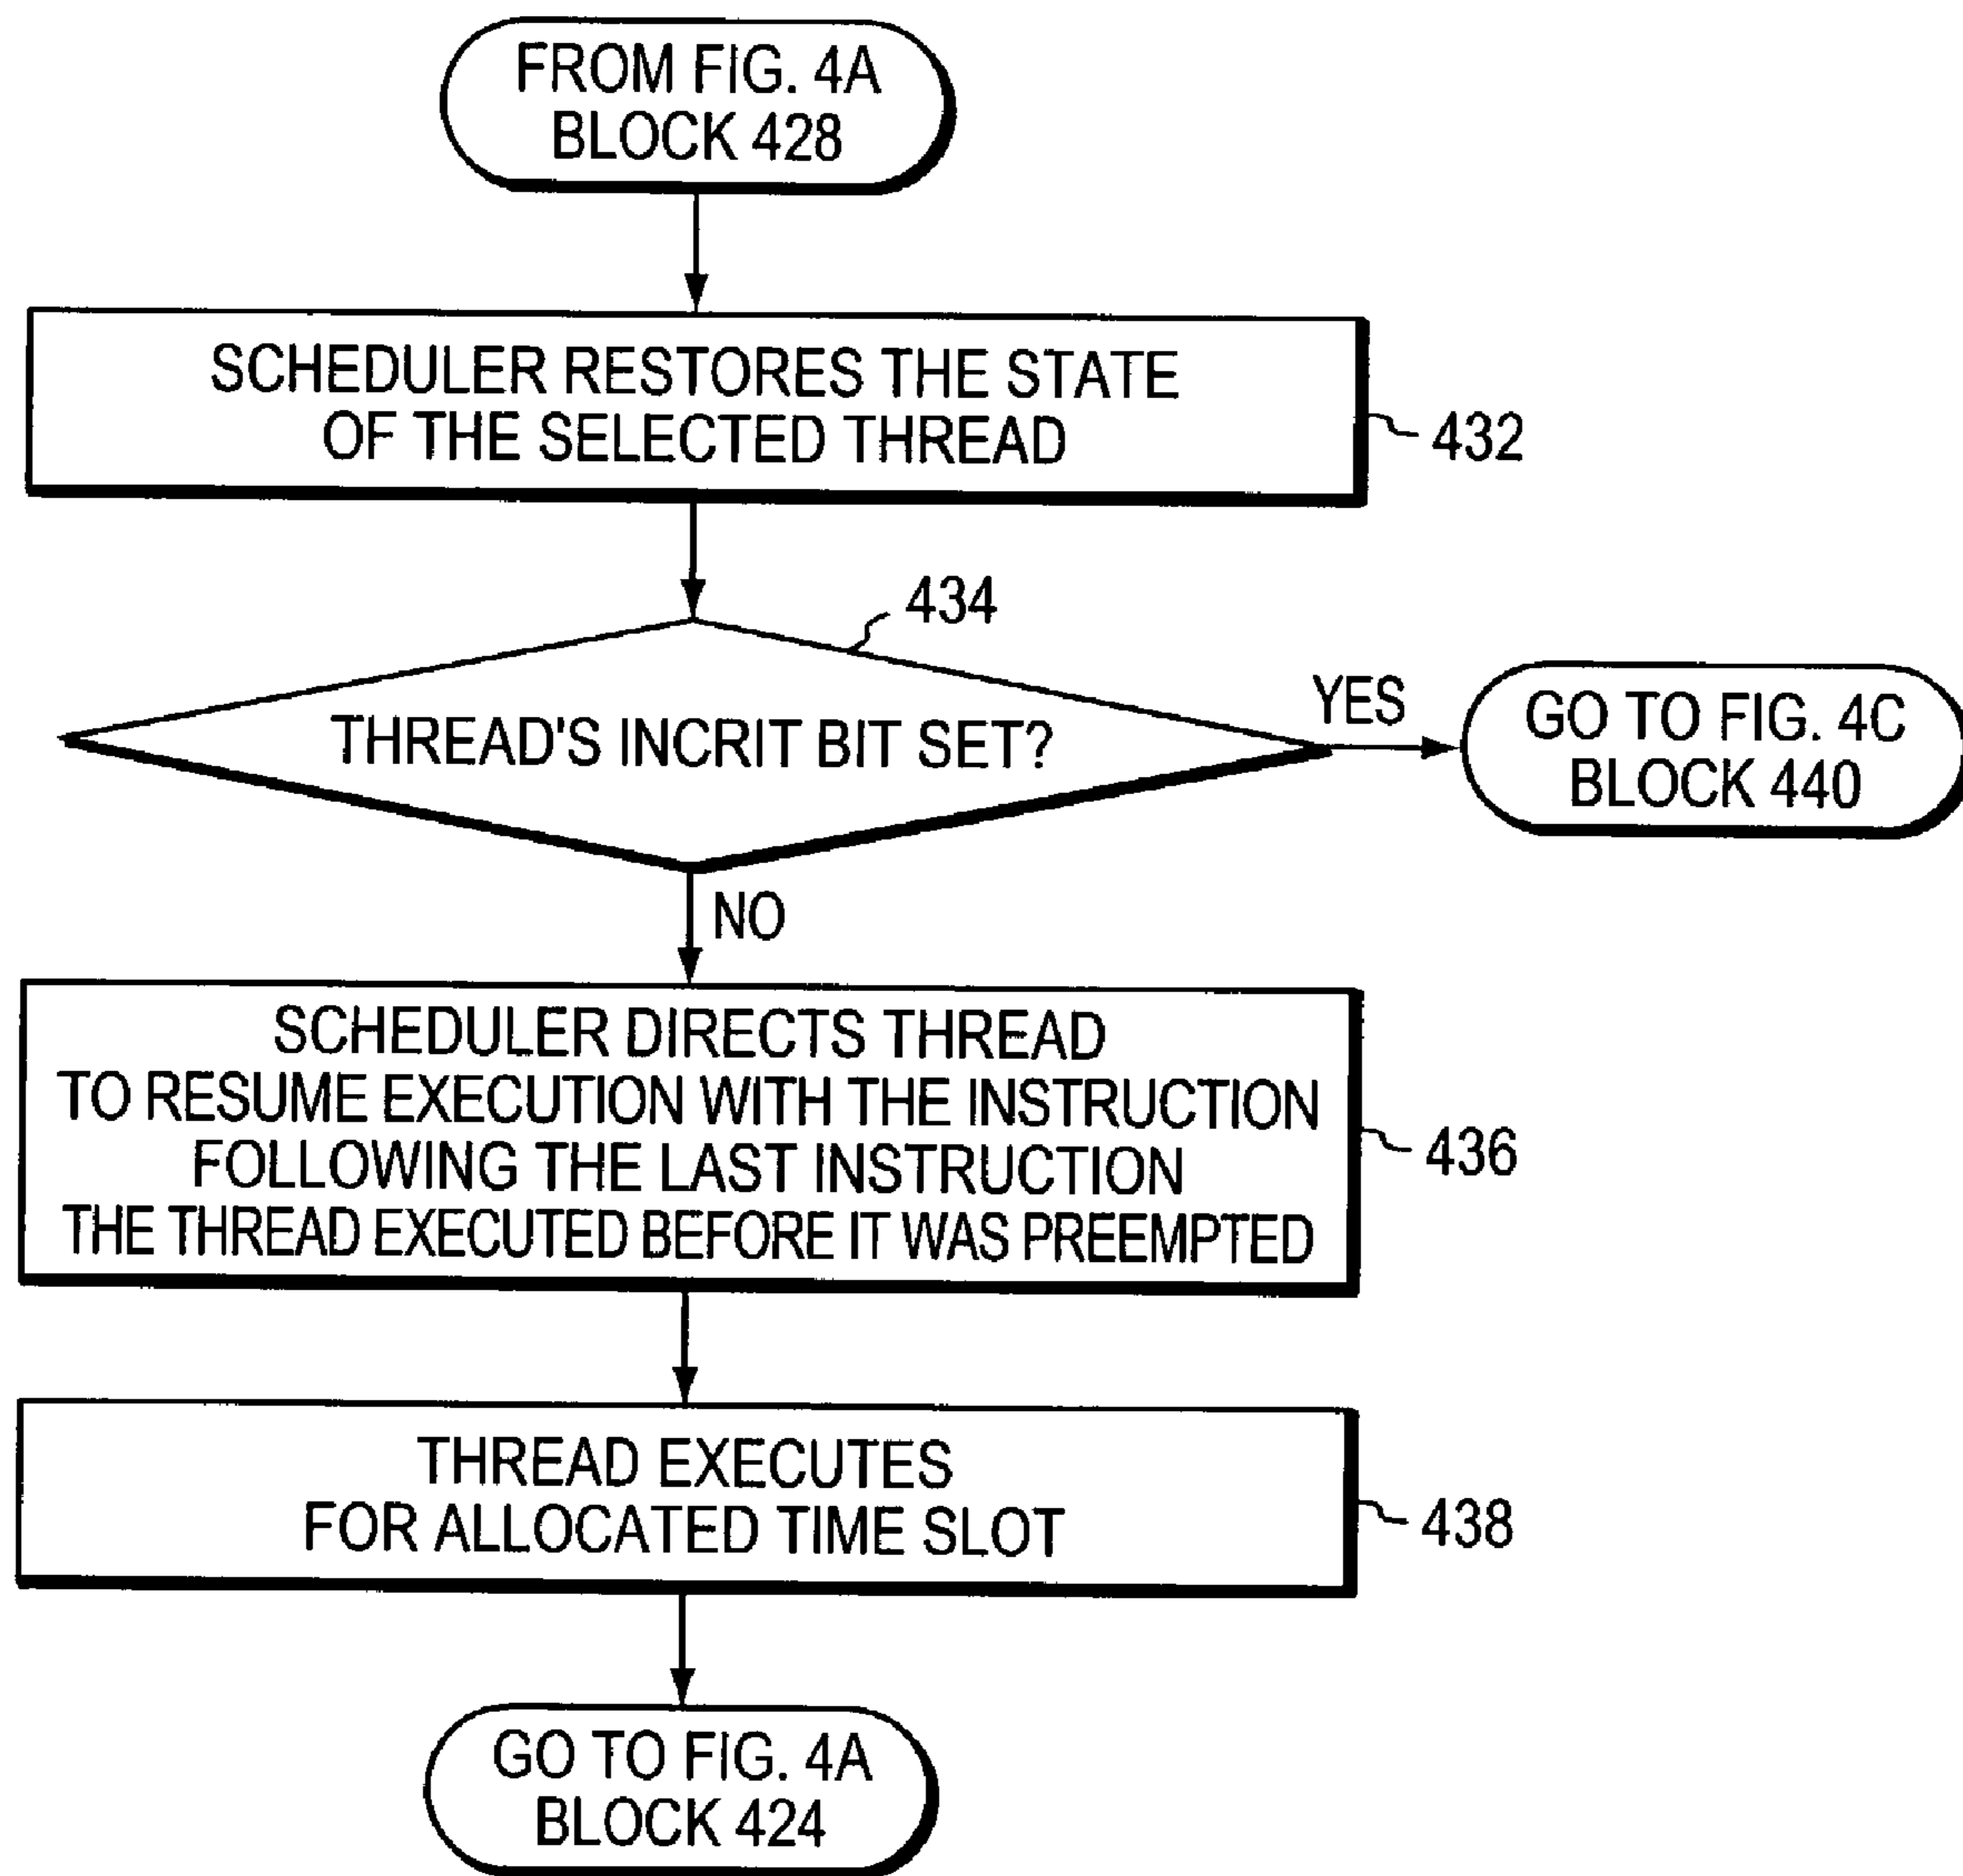 FROM FIG. 4A
BLOCK 428
SCHEDULER RESTORES THE STATE
OF THE SELECTED THREAD
432
434
THREAD'S INCRIT BIT SET?
YES
GO TO FIG. 4C
BLOCK 440
NO
SCHEDULER DIRECTS THREAD
TO RESUME EXECUTION WITH THE INSTRUCTION
FOLLOWING THE LAST INSTRUCTION
THE THREAD EXECUTED BEFORE IT WAS PREEMPTED
436
THREAD EXECUTES
FOR ALLOCATED TIME SLOT
438
GO TO FIG. 4A
BLOCK 424